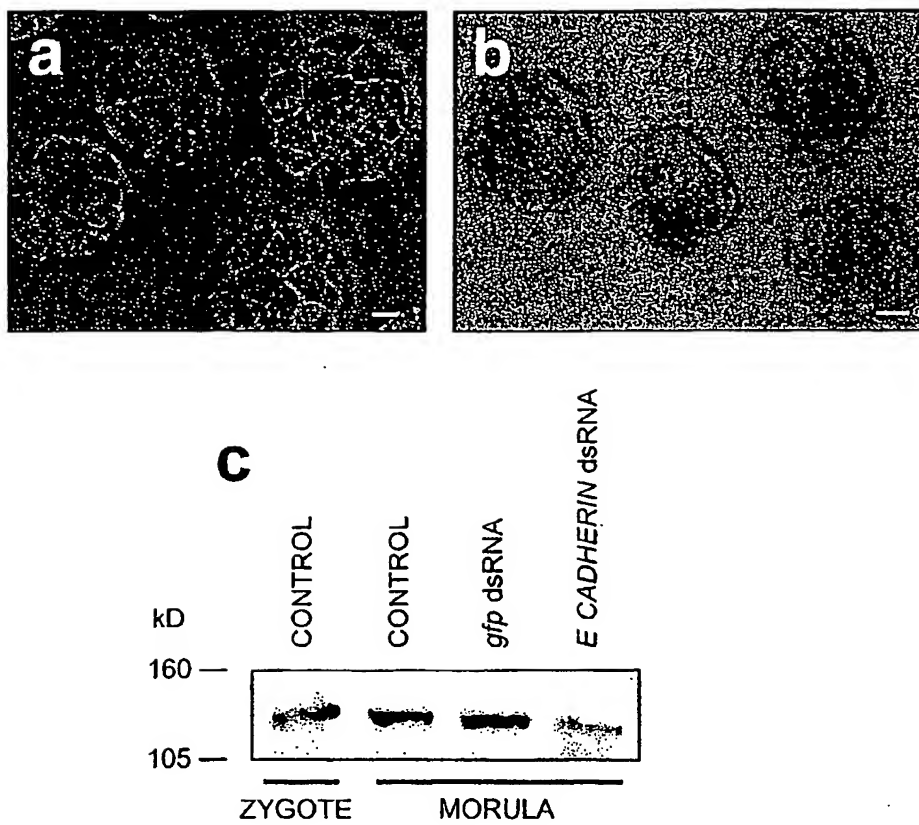 a
b
c
kD
CONTROL
CONTROL
gfp dsRNA
E CADHERIN dsRNA
160
105
ZYGOTE
MORULA